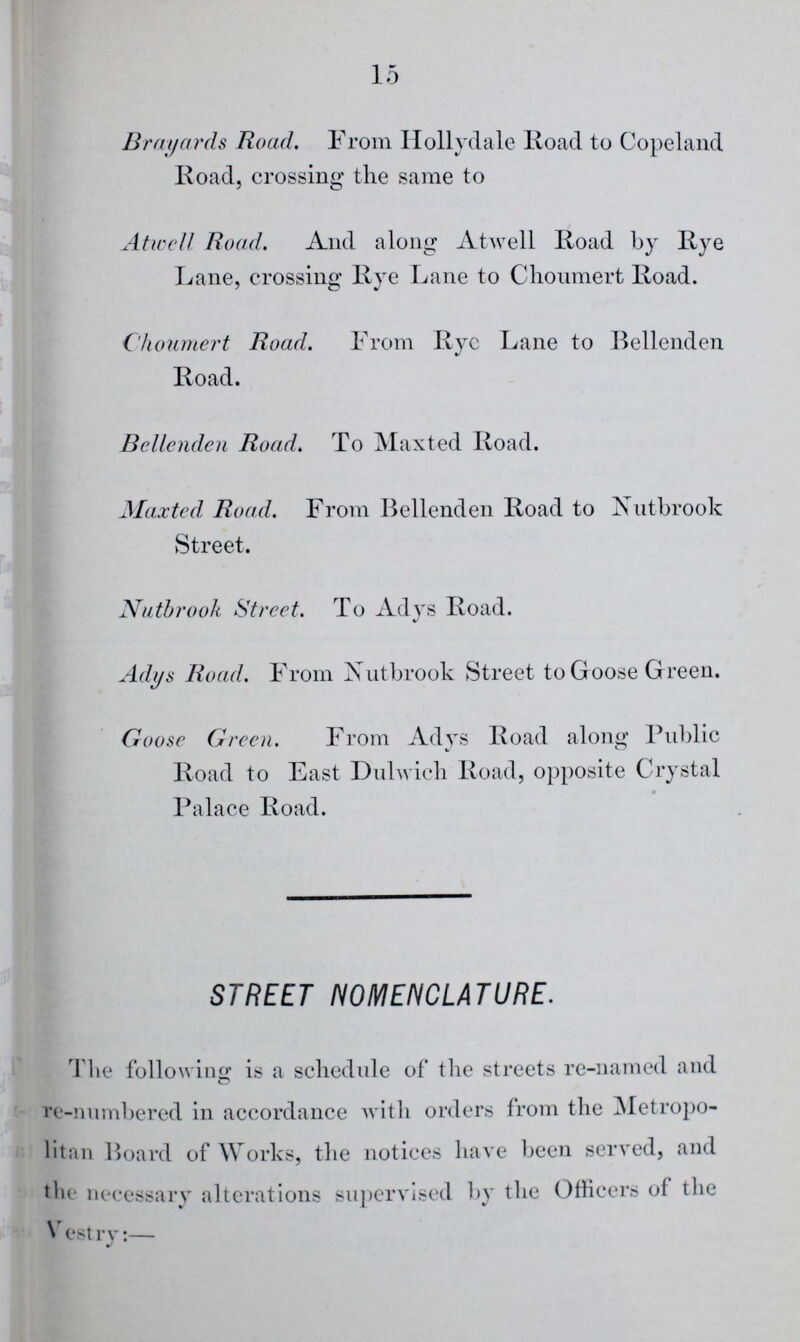 15
Brayards Road. From Hollydale Road to Copeland
Road, crossing the same to
Atwell Road. And along Atwell Road by Rye
Lane, crossing Rye Lane to Choumert Road.
Choumert Road. From Rye Lane to Bellenden
Road.
Bellenden Road. To Maxted Road.
Maxted Road. From Bellenden Road to Nutbrook
Street.
Nutbrook Street. To Adys Road.
Adys Road. From Nutbrook Street to Goose Green.
Goose Green. From Adys Road along Public
Road to East Dulwich Road, opposite Crystal
Palace Road.
STREET NOMENCLATURE.
The following is a schedule of the streets re-named and
re-numbered in accordance with orders from the Metropo-
litan Board of Works, the notices have been served, and
the necessary alterations supervised by the Officers of the
Vestry:—